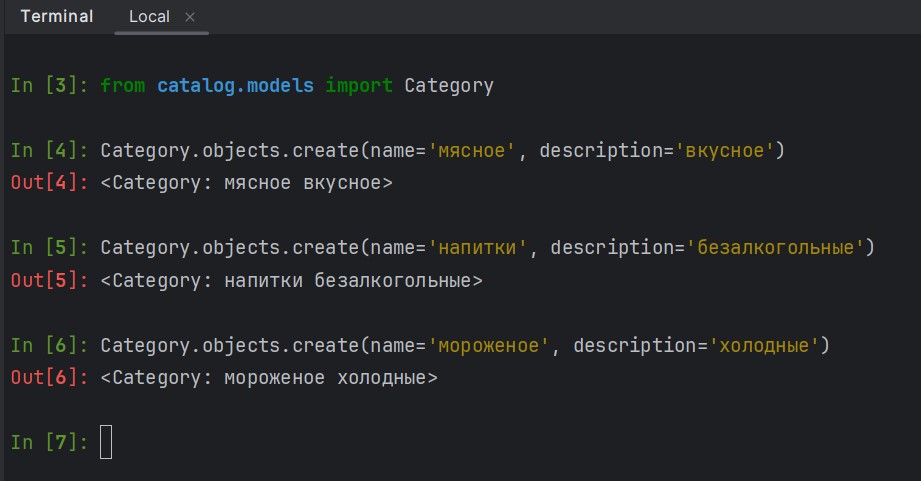 Terminal Local ×
In [3]: from catalog.models import Category
In [4]: Category.objects.create(name='мясное', description='вкусное')
Out[4]: <Category: мясное вкусное>
In [5]: Category.objects.create(name='напитки', description='безалкогольные')
Out[5]: <Category: напитки безалкогольные>
In [6]: Category.objects.create(name='мороженое', description='холодные')
Out[6]: <Category: мороженое холодные>
In [7]: